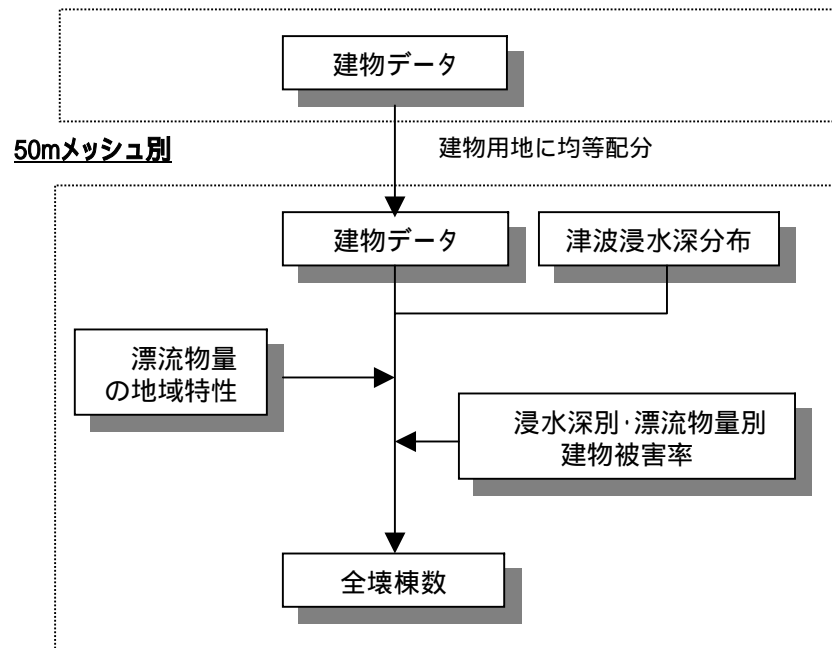 建物データ
50mメッシュ別
建物用地に均等配分
建物データ
津波浸水深分布
漂流物量
の地域特性
浸水深別･漂流物量別
建物被害率
全壊棟数